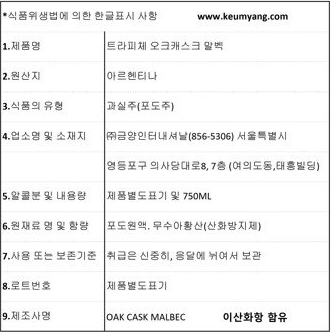 *식품위생법에 의한 한글표시 사항 www.keumyang.com
1.제품명 트라피체 오크캐스크 말벡
2.원산지 아르헨티나
3.식품의 유형 과실주(포도주)
4.업소명 및 소재지 ㈜금양인터내셔날(856-5306) 서울특별시
영등포구 의사당대로8, 7층 (여의도동,태흥빌딩)
5.알콜분 및 내용량 제품별도표기 및 750ML
6.원재료 명 및 함량 포도원액. 무수아황산(산화방지제)
7.사용 또는 보존기준 취급은 신중히, 응달에 뉘여서 보관
8.로트번호 제품별도표기
9.제조사명 OAK CASK MALBEC 이산화항 함유